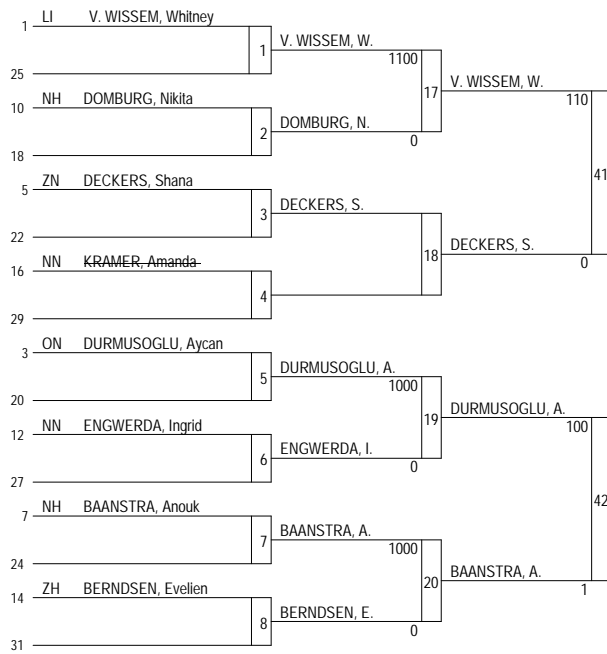 1 LI V. WISSEM, Whitney
1 V. WISSEM, W.
1100
25
17 V. WISSEM, W.
110
10 NH DOMBURG, Nikita
2 DOMBURG, N.
0
18
41
5 ZN DECKERS, Shana
3 DECKERS, S.
22
18 DECKERS, S.
0
16 NN KRAMER, Amanda
4
29
3 ON DURMUSOGLU, Aycan
5 DURMUSOGLU, A.
1000
20
19 DURMUSOGLU, A.
100
12 NN ENGWERDA, Ingrid
6 ENGWERDA, I.
0
27
42
7 NH BAANSTRA, Anouk
7 BAANSTRA, A.
1000
24
20 BAANSTRA, A.
1
14 ZH BERNDSEN, Evelien
8 BERNDSEN, E.
0
31